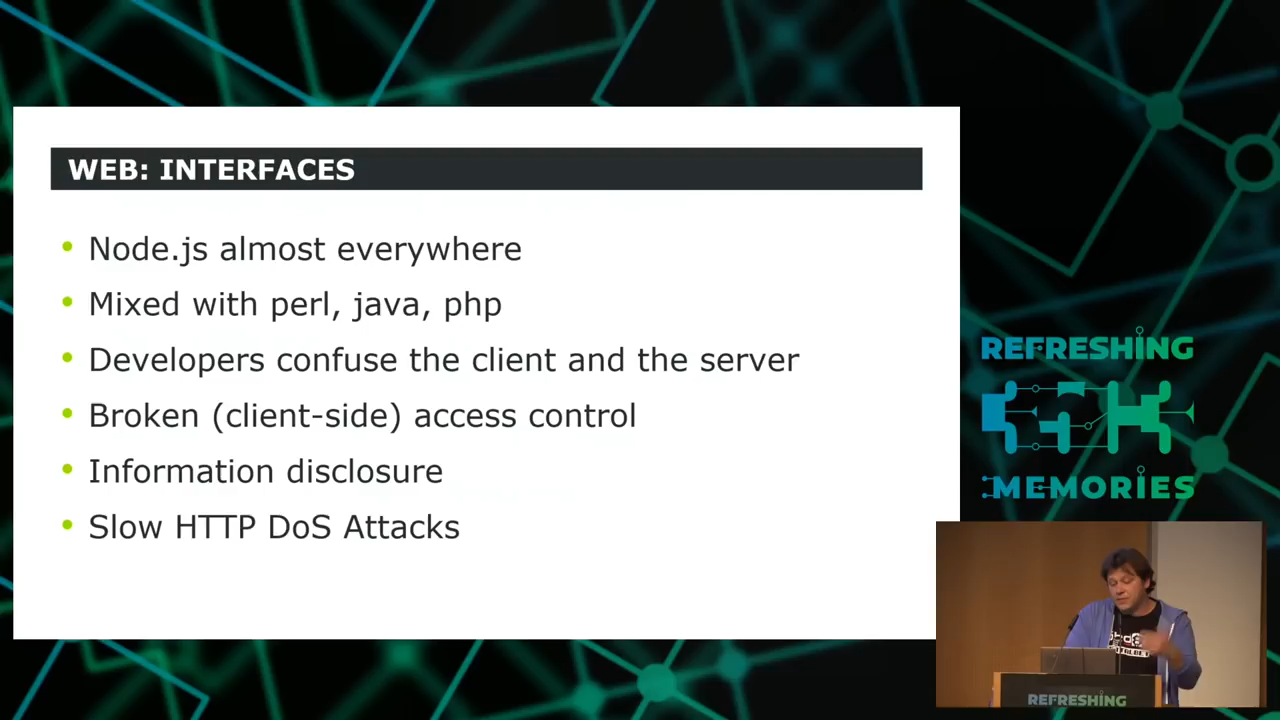 WEB: INTERFACES
• Node.js almost everywhere
• Mixed with perl, java, php
• Developers confuse the client and the server
• Broken (client-side) access control
• Information disclosure
• Slow HTTP DoS Attacks
REFRESHING
MEMORIES
REFRESHING